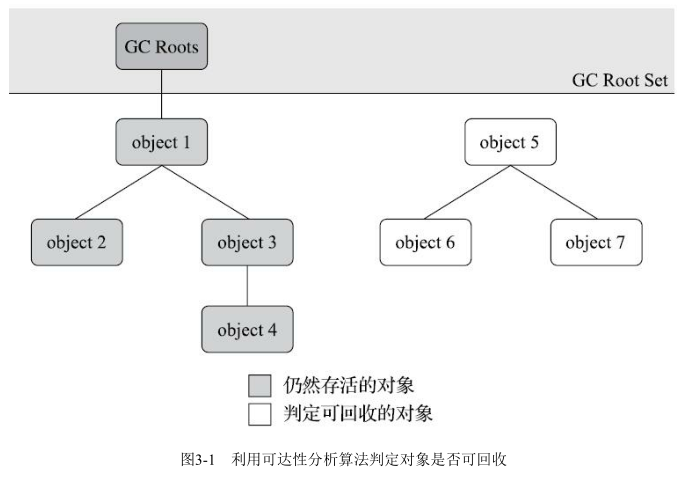 GC Roots
GC Root Set
object 1
object 5
object 2
object 3
object 6
object 7
object 4
仍然存活的对象
判定可回收的对象
图3-1 利用可达性分析算法判定对象是否可回收